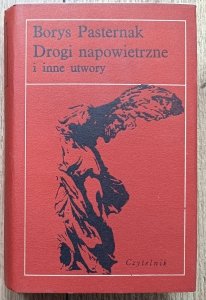 Borys Pasternak
Drogi napowietrzne
i inne utwory
Czytelnik